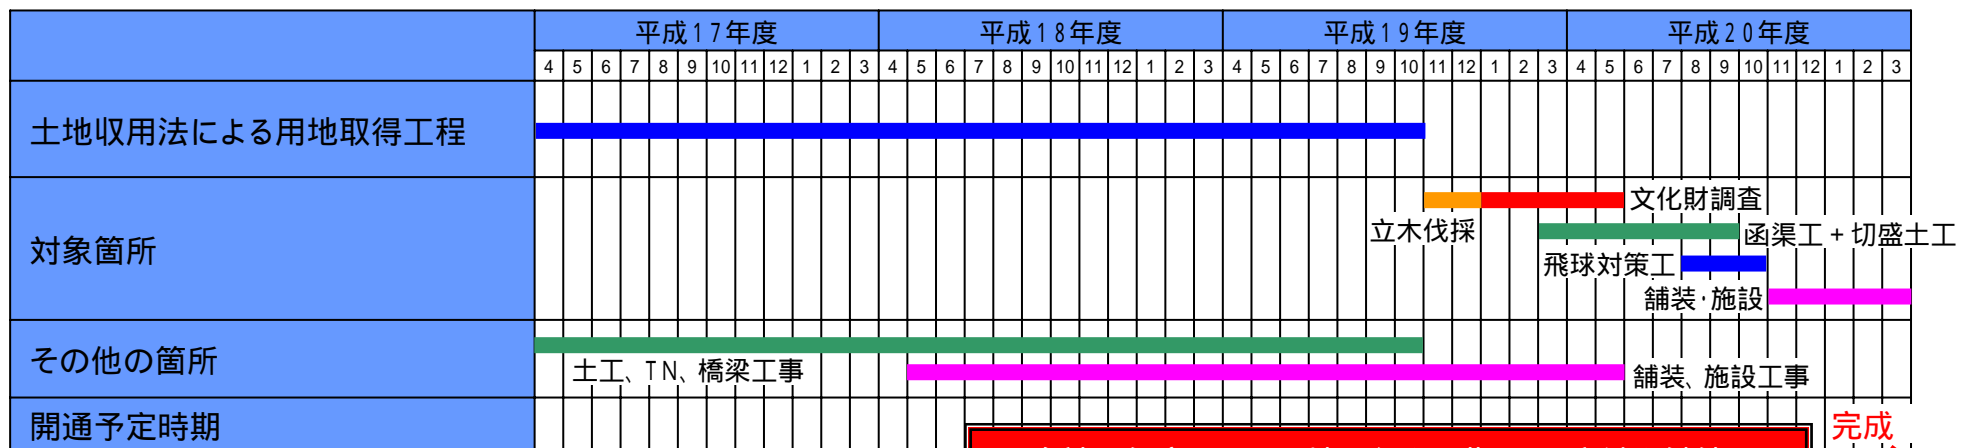 平成17年度 平成18年度 平成19年度 平成20年度
4 5 6 7 8 9 10 11 12 1 2 3 4 5 6 7 8 9 10 11 12 1 2 3 4 5 6 7 8 9 10 11 12 1 2 3 4 5 6 7 8 9 10 11 12 1 2 3
土地収用法による用地取得工程
対象箇所
文化財調査
立木伐採
函渠工+切盛土工
飛球対策工
舗装・施設
その他の箇所
土工、TN、橋梁工事
舗装、施設工事
開通予定時期
完成